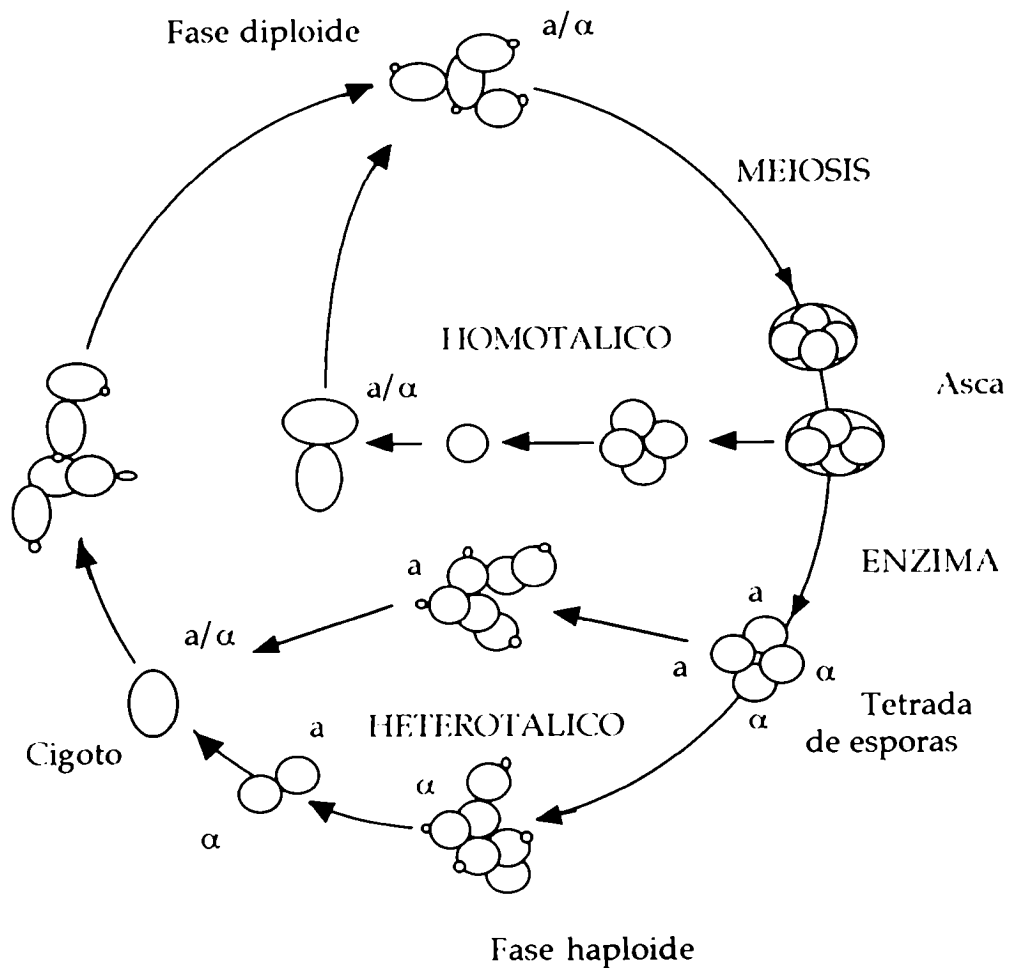 Fase diploide
a/α
MEIOSIS
HOMOTALICO
a/α
Asca
ENZIMA
a
a
a/α
a
α
α
Tetrada
de esporas
a
HETEROTALICO
Cigoto
α
α
Fase haploide